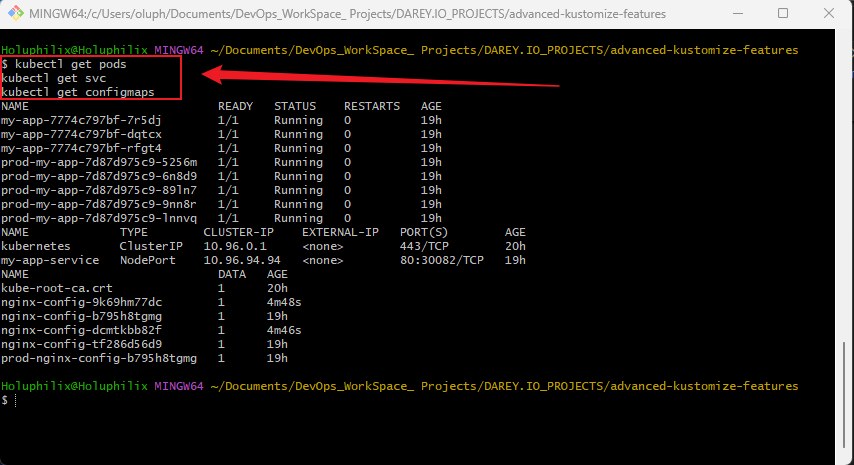 MINGW64:/c/Users/oluph/Documents/DevOps_WorkSpace_ Projects/DAREY.IO_PROJECTS/advanced-kustomize-features
Holuphilix@Holuphilix MINGW64 ~/Documents/DevOps_WorkSpace_ Projects/DAREY.IO_PROJECTS/advanced-kustomize-features
$ kubectl get pods
kubectl get svc
kubectl get configmaps
NAME READY STATUS RESTARTS AGE
my-app-7774c797bf-7r5dj 1/1 Running 0 19h
my-app-7774c797bf-dqtcx 1/1 Running 0 19h
my-app-7774c797bf-rfgt4 1/1 Running 0 19h
prod-my-app-7d87d975c9-5256m 1/1 Running 0 19h
prod-my-app-7d87d975c9-6n8d9 1/1 Running 0 19h
prod-my-app-7d87d975c9-89ln7 1/1 Running 0 19h
prod-my-app-7d87d975c9-9nn8r 1/1 Running 0 19h
prod-my-app-7d87d975c9-lnnvq 1/1 Running 0 19h
NAME TYPE CLUSTER-IP EXTERNAL-IP PORT(S) AGE
kubernetes ClusterIP 10.96.0.1 <none> 443/TCP 20h
my-app-service NodePort 10.96.94.94 <none> 80:30082/TCP 19h
NAME DATA AGE
kube-root-ca.crt 1 20h
nginx-config-9k69hm77dc 1 4m48s
nginx-config-b795h8tgmg 1 19h
nginx-config-dcmtkbb82f 1 4m46s
nginx-config-tf286d56d9 1 19h
prod-nginx-config-b795h8tgmg 1 19h
Holuphilix@Holuphilix MINGW64 ~/Documents/DevOps_WorkSpace_ Projects/DAREY.IO_PROJECTS/advanced-kustomize-features
$